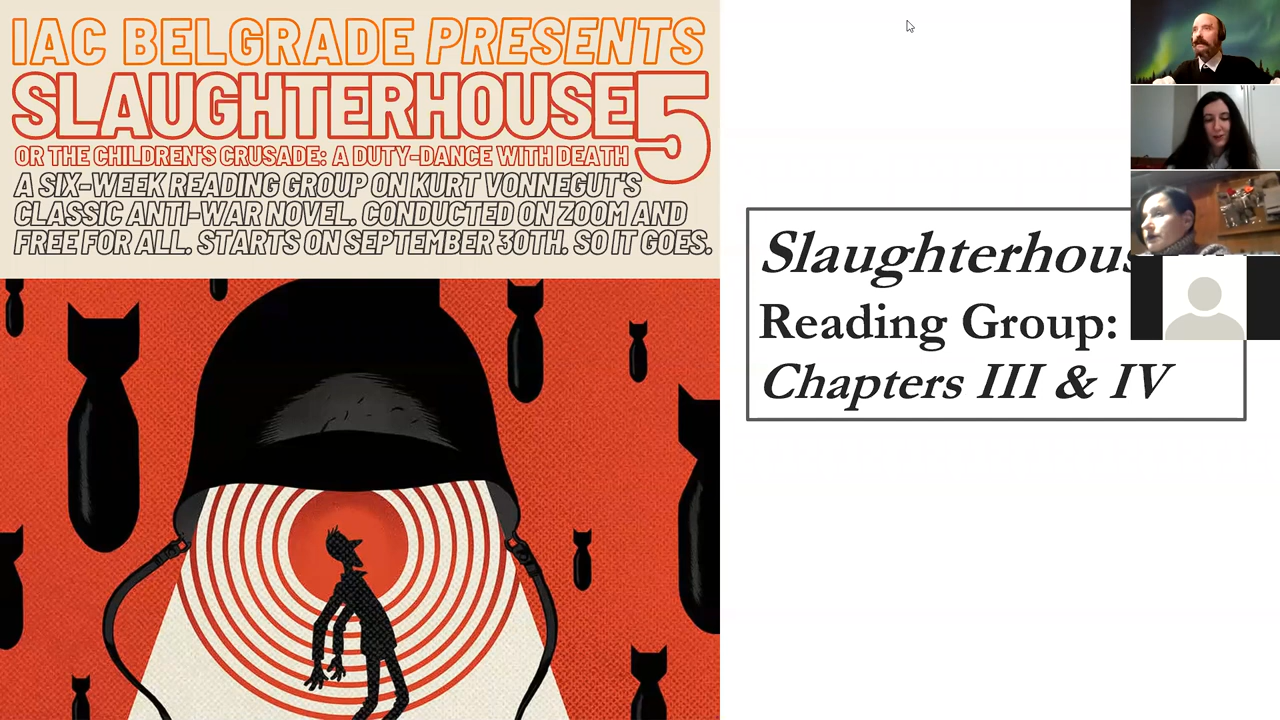 IAC BELGRADE PRESENTS
SLAUGHTERHOUSE 5
OR THE CHILDREN'S CRUSADE: A DUTY-DANCE WITH DEATH
A SIX-WEEK READING GROUP ON KURT VONNEGUT'S
CLASSIC ANTI-WAR NOVEL. CONDUCTED ON ZOOM AND
FREE FOR ALL. STARTS ON SEPTEMBER 30TH. SO IT GOES.
Slaughterhous
Reading Group:
Chapters III & IV